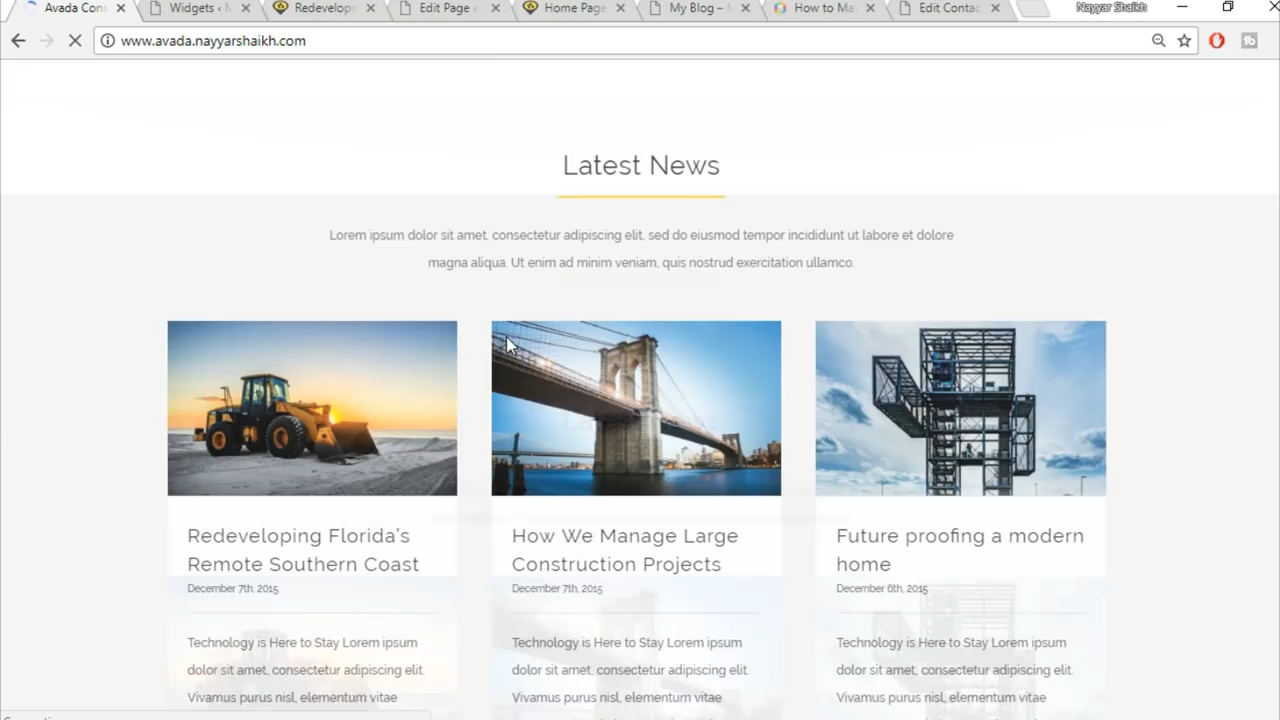 Avada Cons
Widgets ‹ 
Redevelopin
Edit Page ‹
Home Page
My Blog –
How to Ma
Edit Contac
Nayyar Shaikh
www.avada.nayyarshaikh.com
Latest News
Lorem ipsum dolor sit amet, consectetur adipiscing elit, sed do eiusmod tempor incididunt ut labore et dolore
magna aliqua. Ut enim ad minim veniam, quis nostrud exercitation ullamco.
Redeveloping Florida's
Remote Southern Coast
December 7th, 2015
Technology is Here to Stay Lorem ipsum
dolor sit amet, consectetur adipiscing elit.
Vivamus purus nisl, elementum vitae
How We Manage Large
Construction Projects
December 7th, 2015
Technology is Here to Stay Lorem ipsum
dolor sit amet, consectetur adipiscing elit.
Vivamus purus nisl, elementum vitae
Future proofing a modern
home
December 6th, 2015
Technology is Here to Stay Lorem ipsum
dolor sit amet, consectetur adipiscing elit.
Vivamus purus nisl, elementum vitae